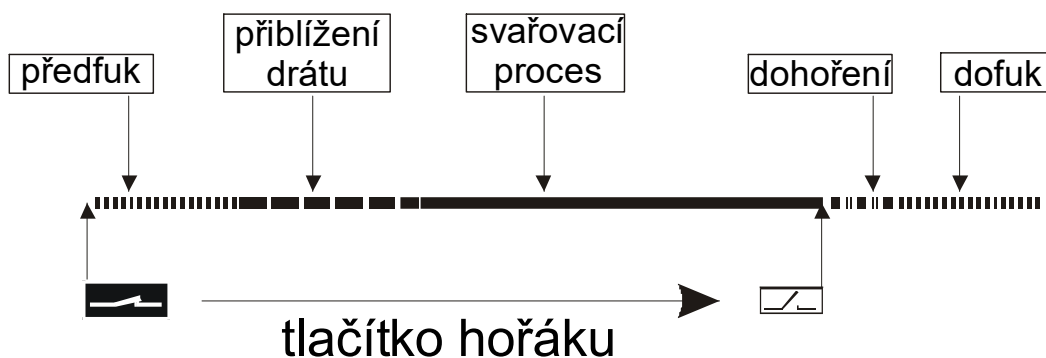 předfuk
přiblížení
drátu
svařovací
proces
dohoření
dofuk
tlačítko hořáku